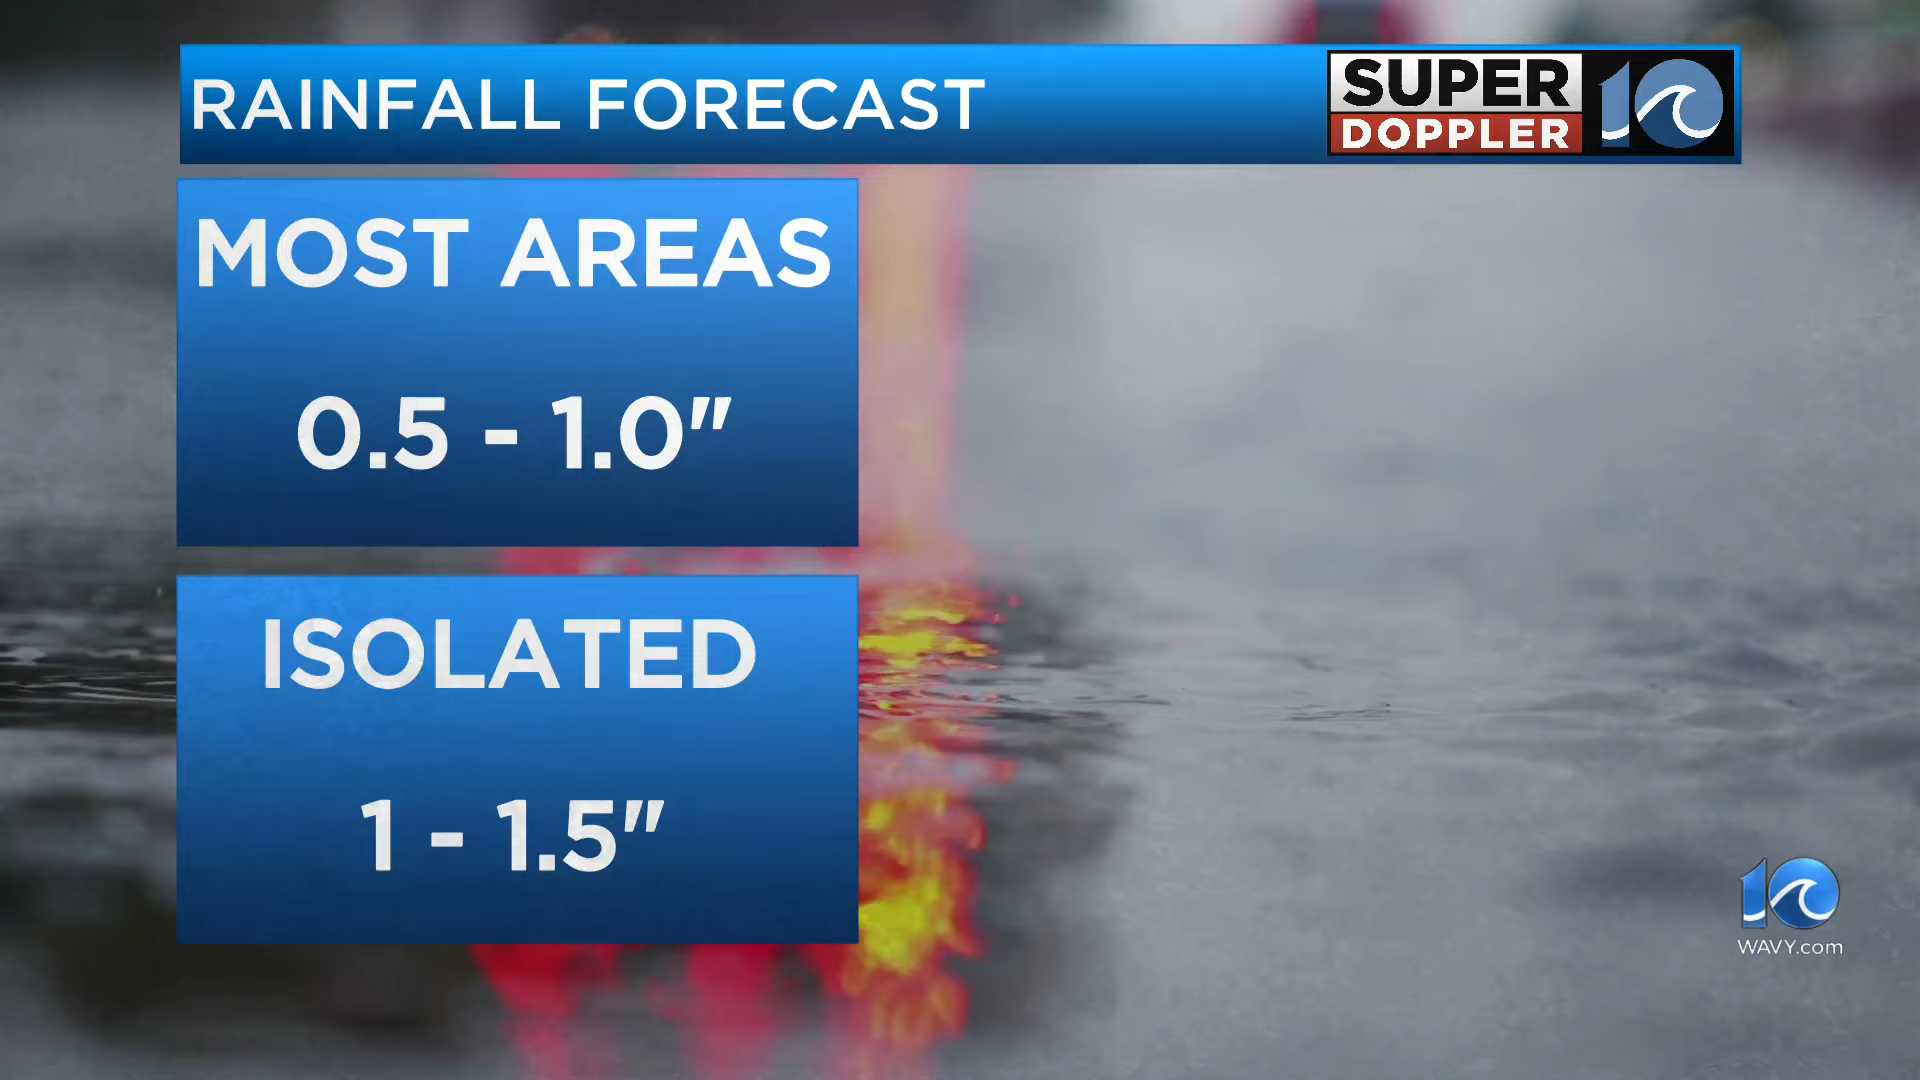 RAINFALL FORECAST
SUPER
DOPPLER
10
MOST AREAS
0.5 - 1.0"
ISOLATED
1 - 1.5"
10
WAVY.com